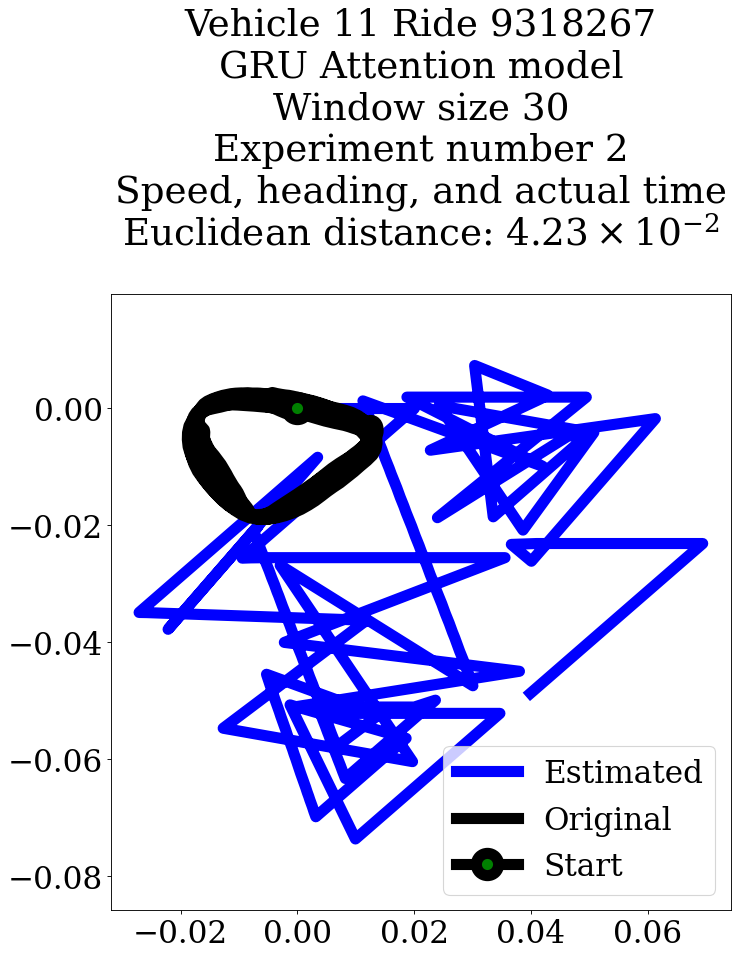 Vehicle 11 Ride 9318267
GRU Attention model
Window size 30
Experiment number 2
Speed, heading, and actual time
Euclidean distance: 4.23 × 10⁻²
0.00
−0.02
−0.04
−0.06
−0.08
Estimated
Original
Start
−0.02 0.00 0.02 0.04 0.06